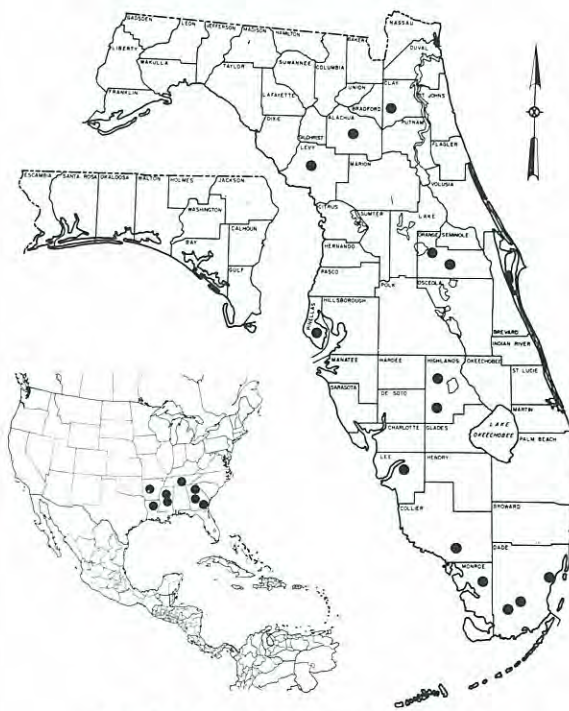 NASSAU
GADSDEN
LEON
JEFFERSON
MADISON
HAMILTON
BAKER
DUVAL
LIBERTY
WAKULLA
TAYLOR
SUWANNEE
COLUMBIA
UNION
CLAY
BRADFORD
ST JOHNS
FRANKLIN
LAFAYETTE
DIXIE
GILCHRIST
ALACHUA
PUTNAM
FLAGLER
LEVY
MARION
VOLUSIA
ESCAMBIA
SANTA ROSA
OKALOOSA
WALTON
HOLMES
JACKSON
WASHINGTON
BAY
CALHOUN
GULF
CITRUS
SUMTER
LAKE
HERNANDO
ORANGE
SEMINOLE
PASCO
OSCEOLA
POLK
PINELLAS
HILLSBOROUGH
BREVARD
INDIAN RIVER
MANATEE
HARDEE
HIGHLANDS
OKEECHOBEE
ST LUCIE
SARASOTA
DE SOTO
MARTIN
CHARLOTTE
GLADES
LAKE
OKEECHOBEE
PALM BEACH
LEE
HENDRY
COLLIER
BROWARD
DADE
MONROE